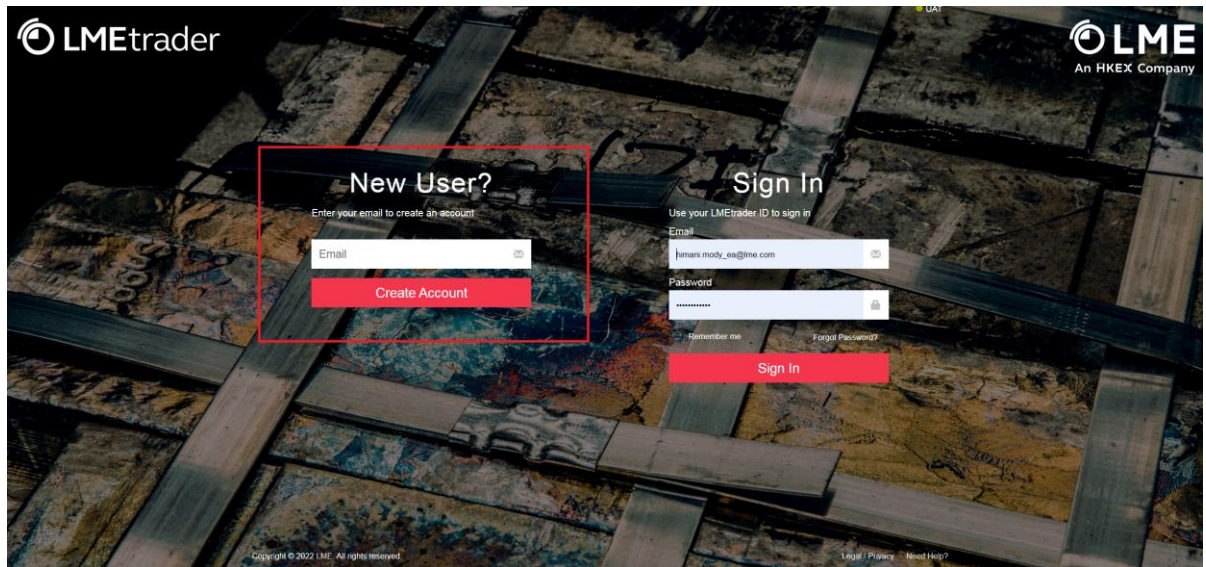 UAT
LMEtrader
LME
An HKEX Company
New User?
Enter your email to create an account
Email
Create Account
Sign In
Use your LMEtrader ID to sign in
Email
himani.mody_ea@lme.com
Password
••••••••••••
Remember me
Forgot Password?
Sign In
Copyright © 2022 LME. All rights reserved
Legal / Privacy
Need Help?